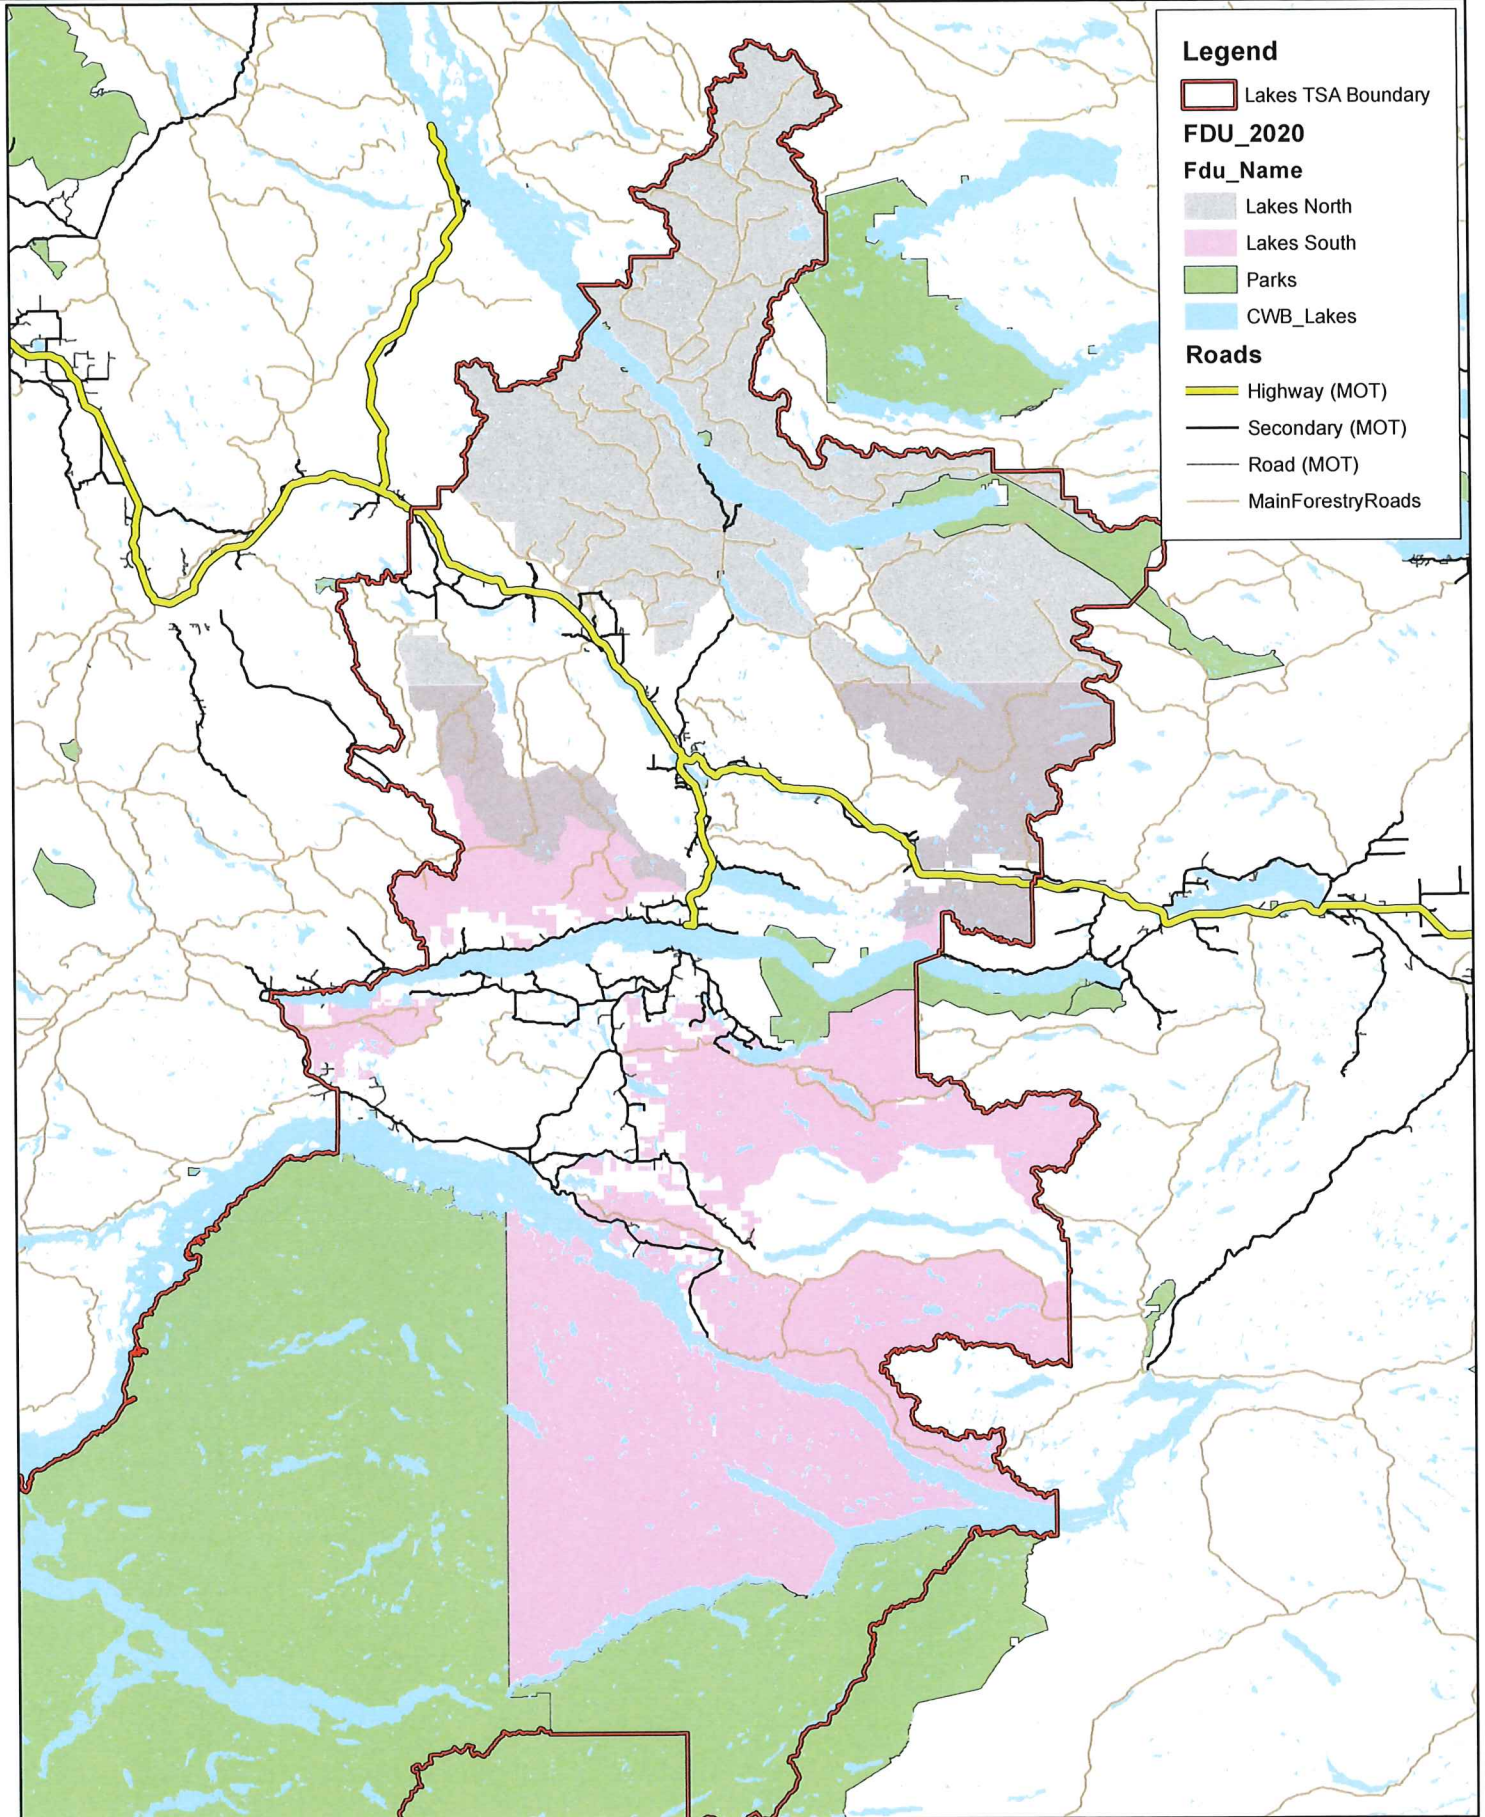 Legend
Lakes TSA Boundary
FDU_2020
Fdu_Name
Lakes North
Lakes South
Parks
CWB_Lakes
Roads
Highway (MOT)
Secondary (MOT)
Road (MOT)
MainForestryRoads